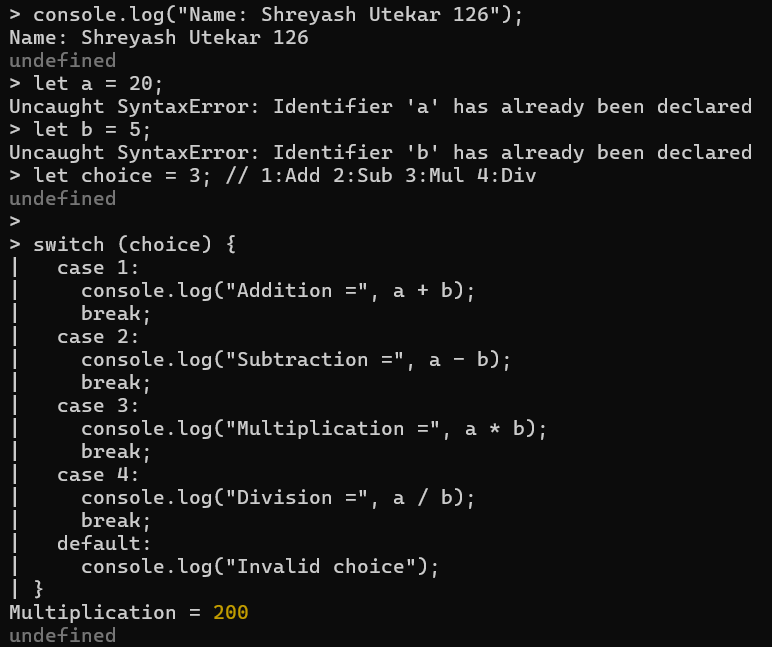 > console.log("Name: Shreyash Utekar 126");
Name: Shreyash Utekar 126
undefined
> let a = 20;
Uncaught SyntaxError: Identifier 'a' has already been declared
> let b = 5;
Uncaught SyntaxError: Identifier 'b' has already been declared
> let choice = 3; // 1:Add 2:Sub 3:Mul 4:Div
undefined
>
> switch (choice) {
|   case 1:
|     console.log("Addition =", a + b);
|     break;
|   case 2:
|     console.log("Subtraction =", a - b);
|     break;
|   case 3:
|     console.log("Multiplication =", a * b);
|     break;
|   case 4:
|     console.log("Division =", a / b);
|     break;
|   default:
|     console.log("Invalid choice");
| }
Multiplication = 200
undefined